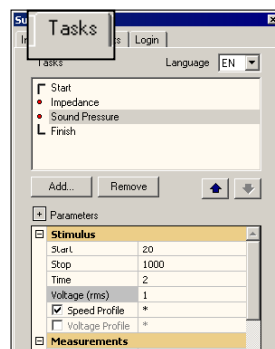 Su
Tasks
In
s
Login
Tasks
Language
EN
Start
Impedance
Sound Pressure
Finish
Add...
Remove
Parameters
Stimulus
Start 20
Stop 1000
Time 2
Voltage (rms) 1
Speed Profile *
Voltage Profile *
Measurements